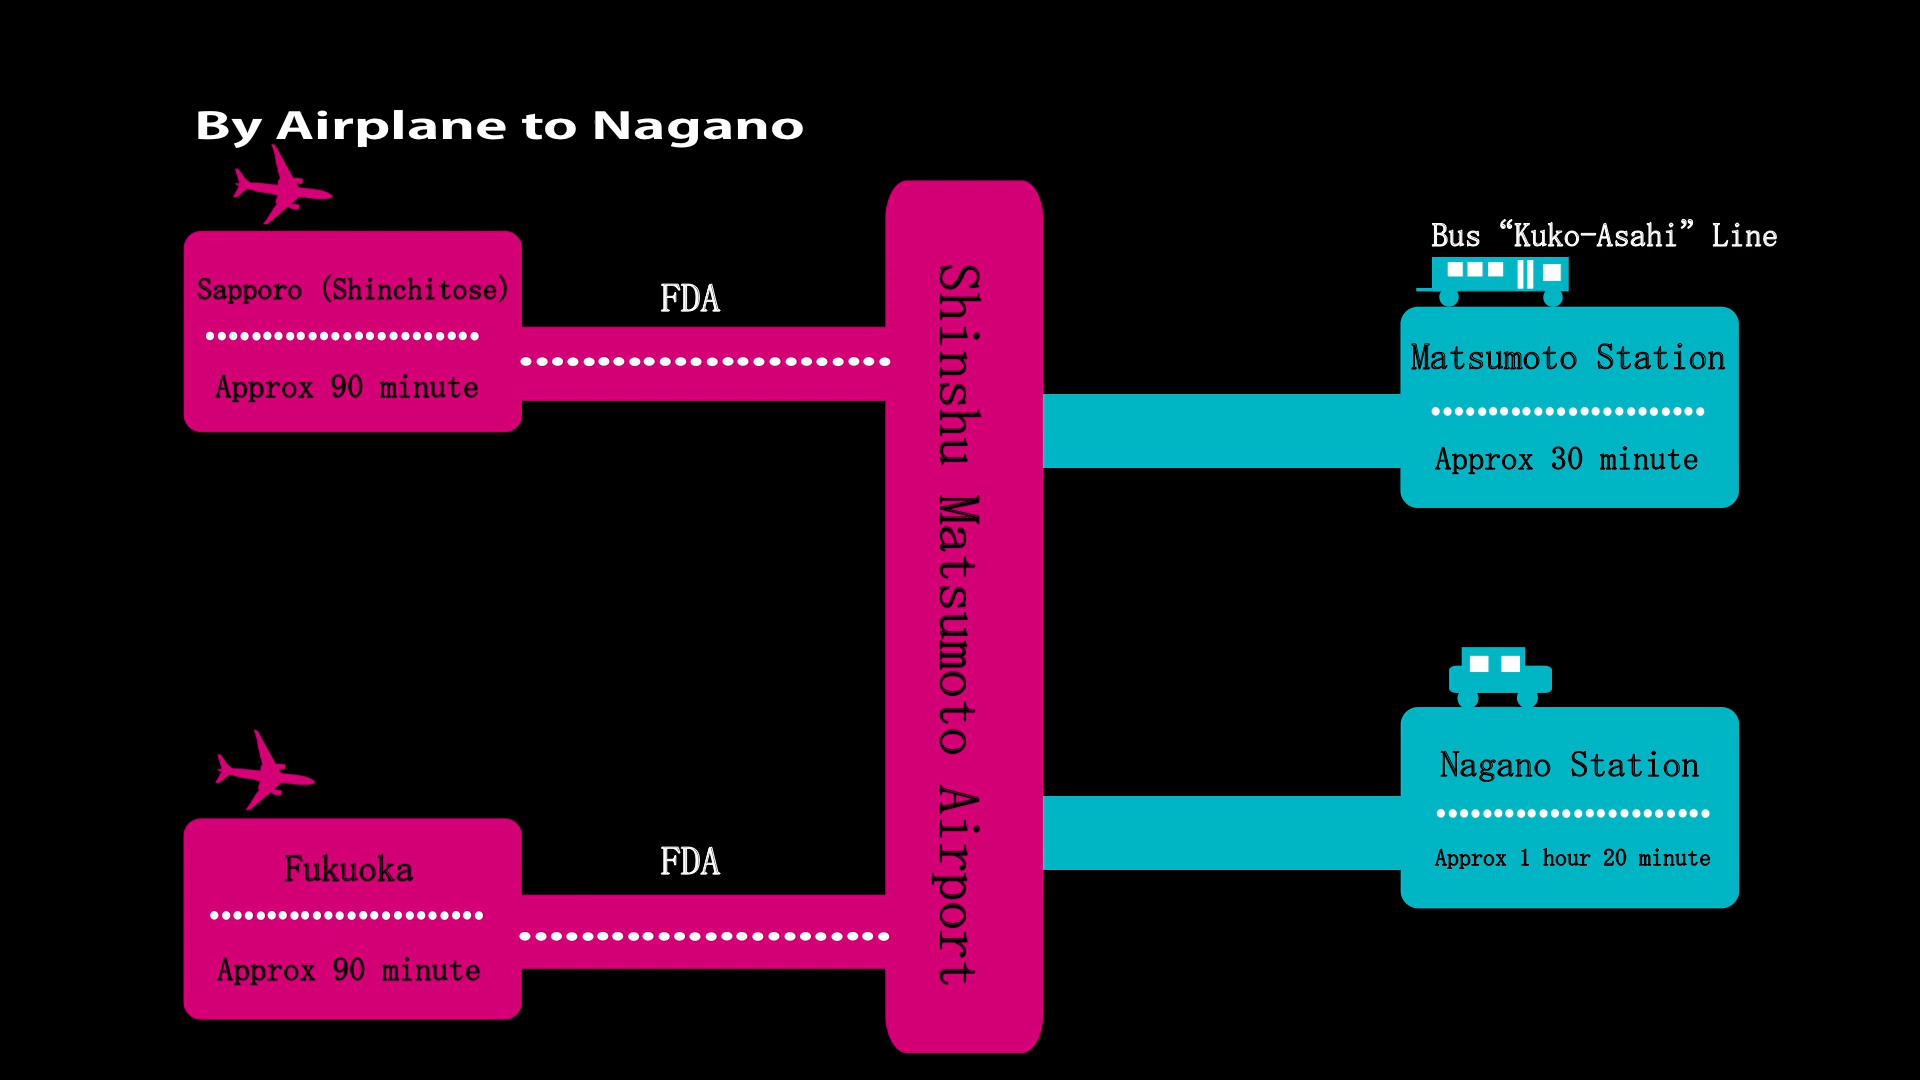 By Airplane to Nagano
Sapporo (Shinchitose)
Approx 90 minute
FDA
Fukuoka
Approx 90 minute
FDA
Shinshu Matsumoto Airport
Bus “Kuko-Asahi” Line
Matsumoto Station
Approx 30 minute
Nagano Station
Approx 1 hour 20 minute